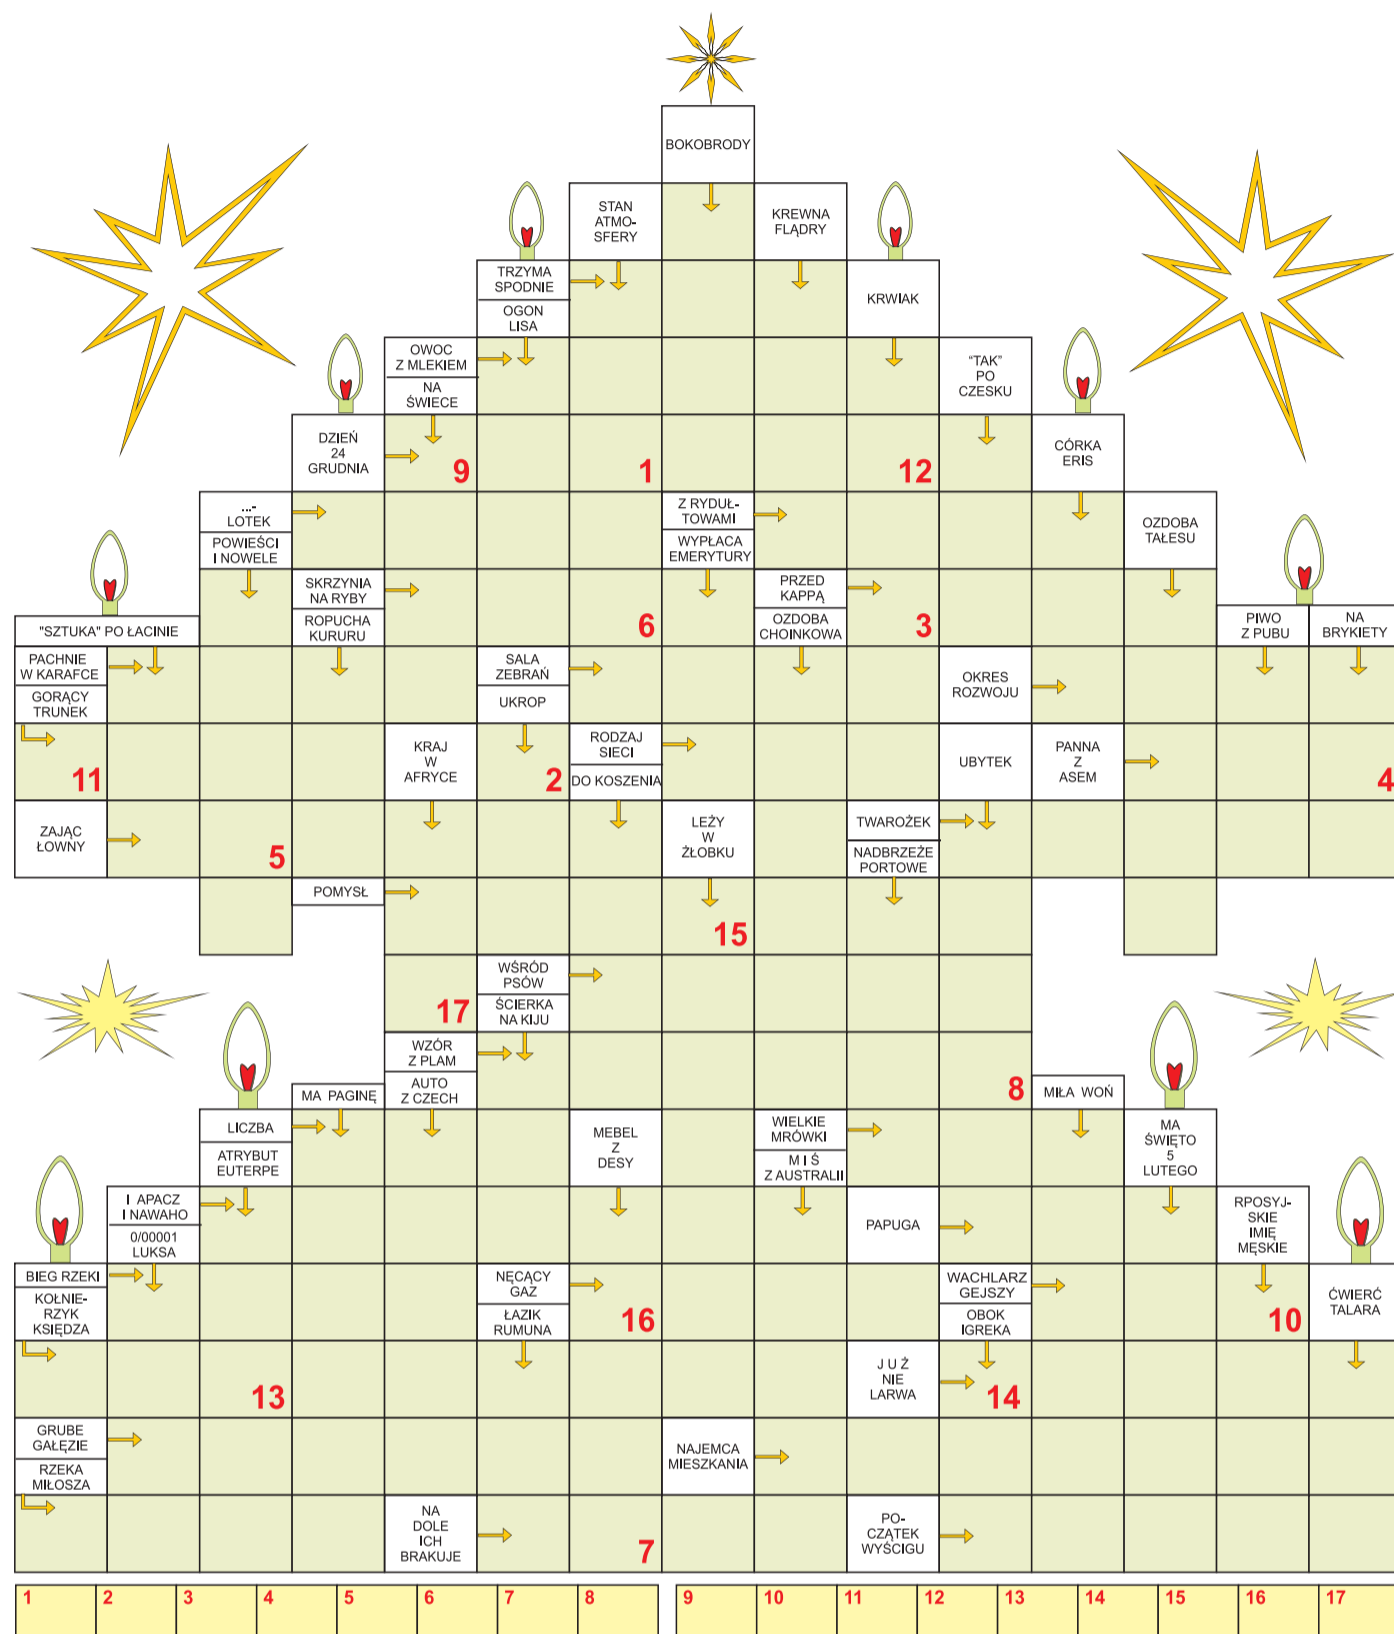 BOKOBRODY
STAN
ATMO-
SFERY
KREWNA
FLĄDRY
TRZYMA
SPODNIE
OGON
LISA
KRWIAK
OWOC
Z MLEKIEM
NA
ŚWIECE
"TAK"
PO
CZESKU
DZIEŃ
24
GRUDNIA
9
1
12
CÓRKA
ERIS
...-
LOTEK
POWIEŚCI
I NOWELE
Z RYDUŁ-
TOWAMI
WYPŁACA
EMERYTURY
OZDOBA
TAŁESU
SKRZYNIA
NA RYBY
ROPUCHA
KURURU
6
PRZED
KAPPĄ
OZDOBA
CHOINKOWA
3
"SZTUKA" PO ŁACINIE
PIWO
Z PUBU
NA
BRYKIETY
PACHNIE
W KARAFCE
GORĄCY
TRUNEK
SALA
ZEBRAŃ
UKROP
OKRES
ROZWOJU
11
KRAJ
W
AFRYCE
2
RODZAJ
SIECI
DO KOSZENIA
UBYTEK
PANNA
Z
ASEM
4
ZAJĄC
ŁOWNY
5
LEŻY
W
ŻŁOBKU
TWAROŻEK
NADBRZEŻE
PORTOWE
POMYSŁ
15
17
WŚRÓD
PSÓW
ŚCIERKA
NA KIJU
WZÓR
Z PLAM
AUTO
Z CZECH
8
MA PAGINĘ
MIŁA WOŃ
LICZBA
ATRYBUT
EUTERPE
MEBEL
Z
DESY
WIELKIE
MRÓWKI
M I Ś
Z AUSTRALII
MA
ŚWIĘTO
5
LUTEGO
I APACZ
I NAWAHO
0/00001
LUKSA
PAPUGA
RPOSYJ-
SKIE
IMIĘ
MĘSKIE
BIEG RZEKI
KOŁNIE-
RZYK
KSIĘDZA
NĘCĄCY
GAZ
ŁAZIK
RUMUNA
16
WACHLARZ
GEJSZY
OBOK
IGREKA
10
ĆWIERĆ
TALARA
13
J U Ż
NIE
LARWA
14
GRUBE
GAŁĘZIE
RZEKA
MIŁOSZA
NAJEMCA
MIESZKANIA
NA
DOLE
ICH
BRAKUJE
7
PO-
CZĄTEK
WYŚCIGU
1 2 3 4 5 6 7 8 9 10 11 12 13 14 15 16 17